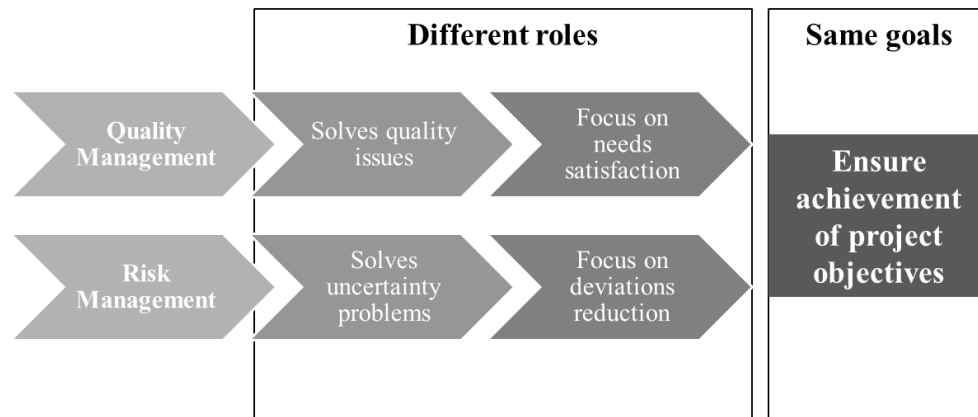 Different roles
Same goals
Quality
Management
Solves quality
issues
Focus on
needs
satisfaction
Risk
Management
Solves
uncertainty
problems
Focus on
deviations
reduction
Ensure
achievement
of project
objectives